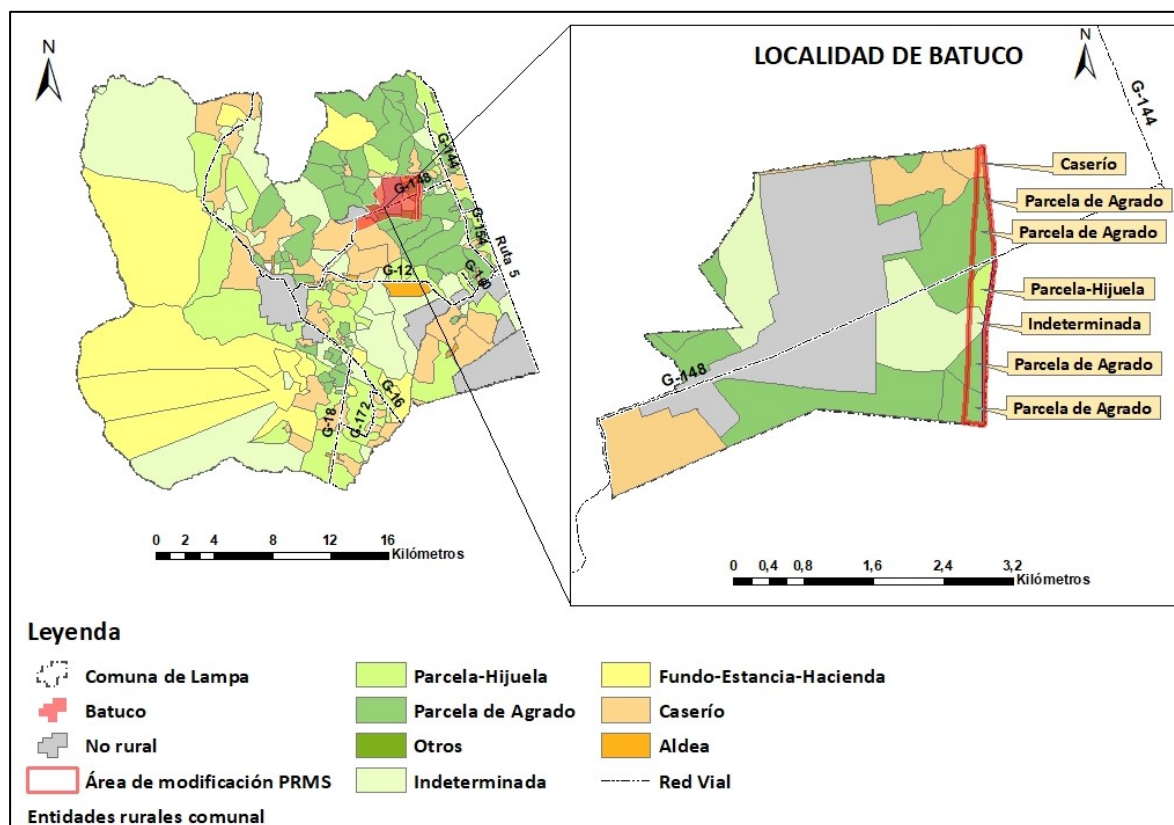 N
G-144
G-148
G-154
Ruta 5
G-12
G-16
G-18
G-172
0 2 4 8 12 16
Kilómetros
LOCALIDAD DE BATUCO
N
G-144
Caserío
Parcela de Agrado
Parcela de Agrado
Parcela-Hijuela
Indeterminada
Parcela de Agrado
Parcela de Agrado
G-148
0 0,4 0,8 1,6 2,4 3,2
Kilómetros
Leyenda
Comuna de Lampa
Batuco
No rural
Área de modificación PRMS
Entidades rurales comunal
Parcela-Hijuela
Parcela de Agrado
Otros
Indeterminada
Fundo-Estancia-Hacienda
Caserío
Aldea
Red Vial